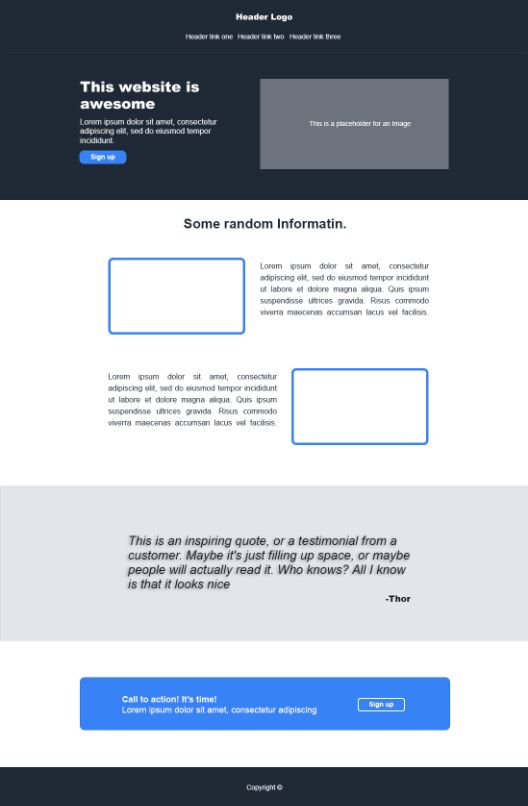 Header Logo
Header link one Header link two Header link three
This website is
awesome
Lorem ipsum dolor sit amet, consectetur
adipiscing elit, sed do eiusmod tempor
incididunt.
Sign up
This is a placeholder for an Image
Some random Informatin.
Lorem ipsum dolor sit amet, consectetur
adipiscing elit, sed do eiusmod tempor incididunt
ut labore et dolore magna aliqua. Quis ipsum
suspendisse ultrices gravida. Risus commodo
viverra maecenas accumsan lacus vel facilisis.
Lorem ipsum dolor sit amet, consectetur
adipiscing elit, sed do eiusmod tempor incididunt
ut labore et dolore magna aliqua. Quis ipsum
suspendisse ultrices gravida. Risus commodo
viverra maecenas accumsan lacus vel facilisis.
This is an inspiring quote, or a testimonial from a
customer. Maybe it's just filling up space, or maybe
people will actually read it. Who knows? All I know
is that it looks nice
-Thor
Call to action! It's time!
Lorem ipsum dolor sit amet, consectetur adipiscing
Sign up
Copyright ©